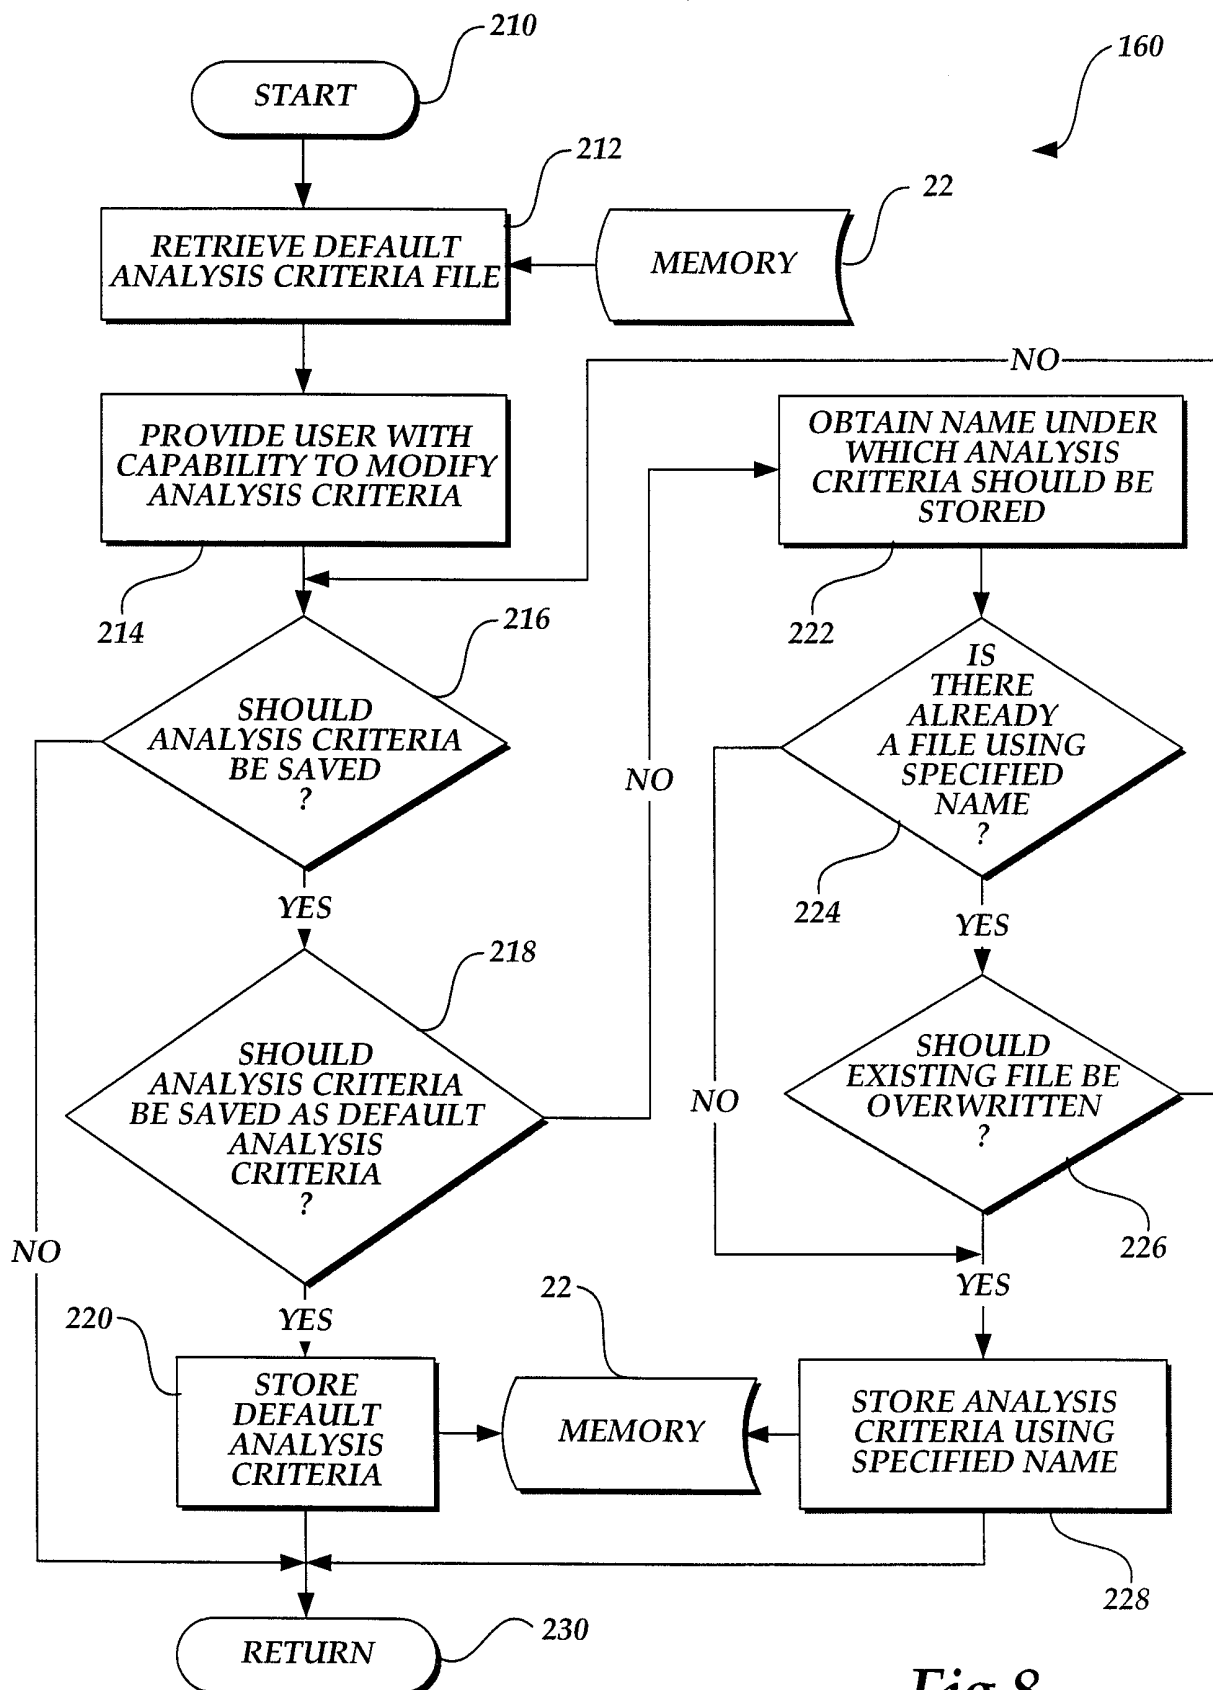 210
160
START
212
22
RETRIEVE DEFAULT
ANALYSIS CRITERIA FILE
MEMORY
NO
PROVIDE USER WITH
CAPABILITY TO MODIFY
ANALYSIS CRITERIA
OBTAIN NAME UNDER
WHICH ANALYSIS
CRITERIA SHOULD BE
STORED
214
216
222
SHOULD
ANALYSIS CRITERIA
BE SAVED
?
IS
THERE
ALREADY
A FILE USING
SPECIFIED
NAME
?
NO
224
YES
YES
218
SHOULD
ANALYSIS CRITERIA
BE SAVED AS DEFAULT
ANALYSIS
CRITERIA
?
SHOULD
EXISTING FILE BE
OVERWRITTEN
?
NO
226
NO
YES
YES
220
22
STORE
DEFAULT
ANALYSIS
CRITERIA
MEMORY
STORE ANALYSIS
CRITERIA USING
SPECIFIED NAME
228
RETURN
230
Fig.8